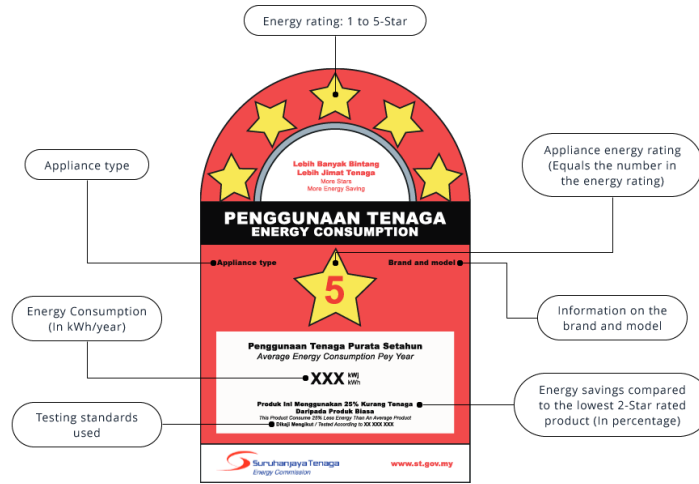 Energy rating: 1 to 5-Star
Lebih Banyak Bintang
Lebih Jimat Tenaga
More Stars
More Energy Saving
Appliance type
Appliance energy rating
(Equals the number in
the energy rating)
PENGGUNAAN TENAGA
ENERGY CONSUMPTION
Appliance type
Brand and model
5
Energy Consumption
(In kWh/year)
Information on the
brand and model
Penggunaan Tenaga Purata Setahun
Average Energy Consumption Pey Year
XXX kWj
kWh
Produk Ini Menggunakan 25% Kurang Tenaga
Daripada Produk Biasa
This Product Consume 25% Less Energy Than An Average Product
Dikaji Mengikut / Tested According to XX XXX XXX
Energy savings compared
to the lowest 2-Star rated
product (In percentage)
Testing standards
used
Suruhanjaya Tenaga
Energy Commission
www.st.gov.my